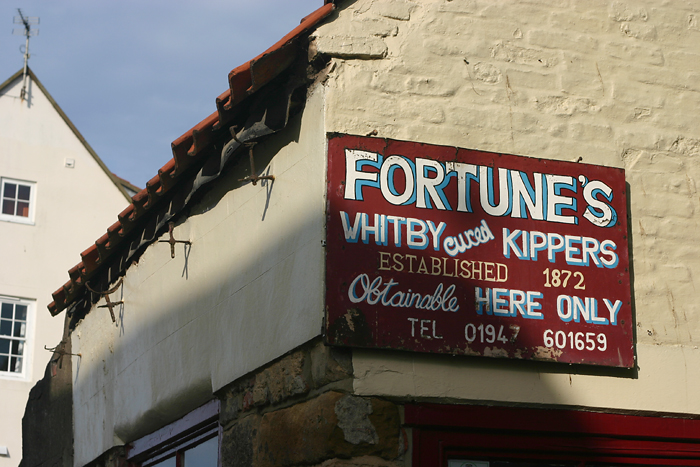 FORTUNE'S
WHITBY cured KIPPERS
ESTABLISHED 1872
Obtainable HERE ONLY
TEL 01947 601659